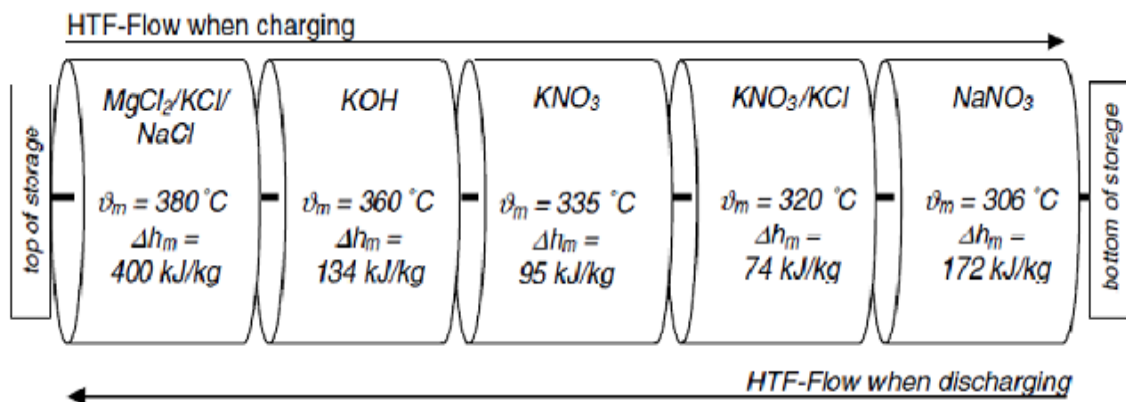 HTF-Flow when charging
top of storage
MgCl₂/KCl/
NaCl
ϑm = 380 °C
Δhm =
400 kJ/kg
KOH
ϑm = 360 °C
Δhm =
134 kJ/kg
KNO₃
ϑm = 335 °C
Δhm =
95 kJ/kg
KNO₃/KCl
ϑm = 320 °C
Δhm =
74 kJ/kg
NaNO₃
ϑm = 306 °C
Δhm =
172 kJ/kg
bottom of storage
HTF-Flow when discharging